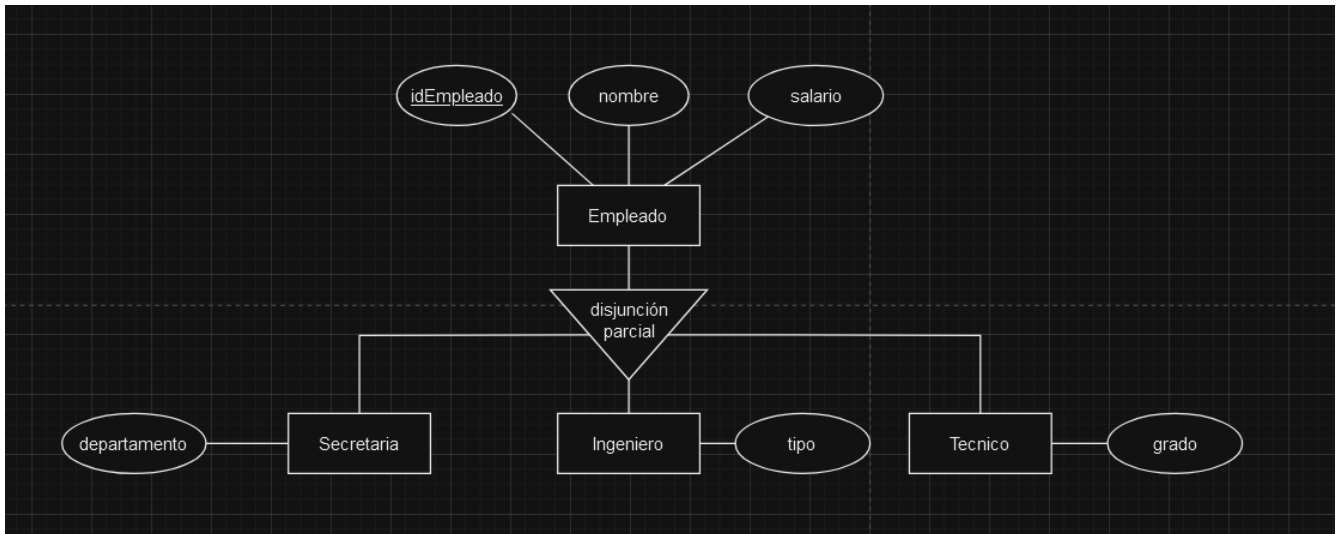 idEmpleado
nombre
salario
Empleado
disjunción
parcial
departamento
Secretaria
Ingeniero
tipo
Tecnico
grado